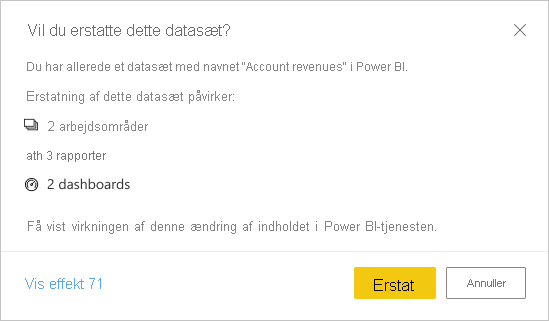 Vil du erstatte dette datasæt?
Du har allerede et datasæt med navnet "Account revenues" i Power BI.
Erstatning af dette datasæt påvirker:
2 arbejdsområder
ath 3 rapporter
2 dashboards
Få vist virkningen af denne ændring af indholdet i Power BI-tjenesten.
Vis effekt 71
Erstat
Annuller